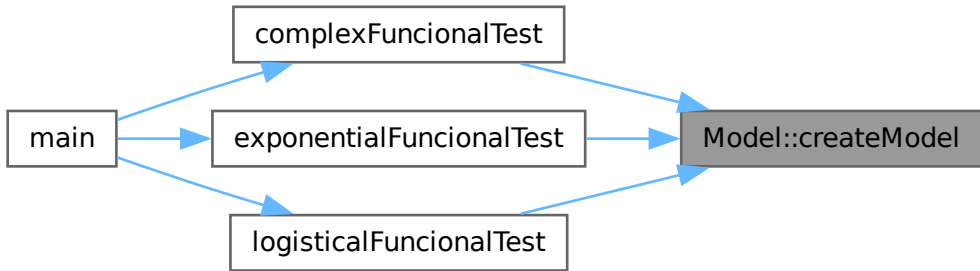 complexFuncionalTest
main
exponentialFuncionalTest
Model::createModel
logisticalFuncionalTest